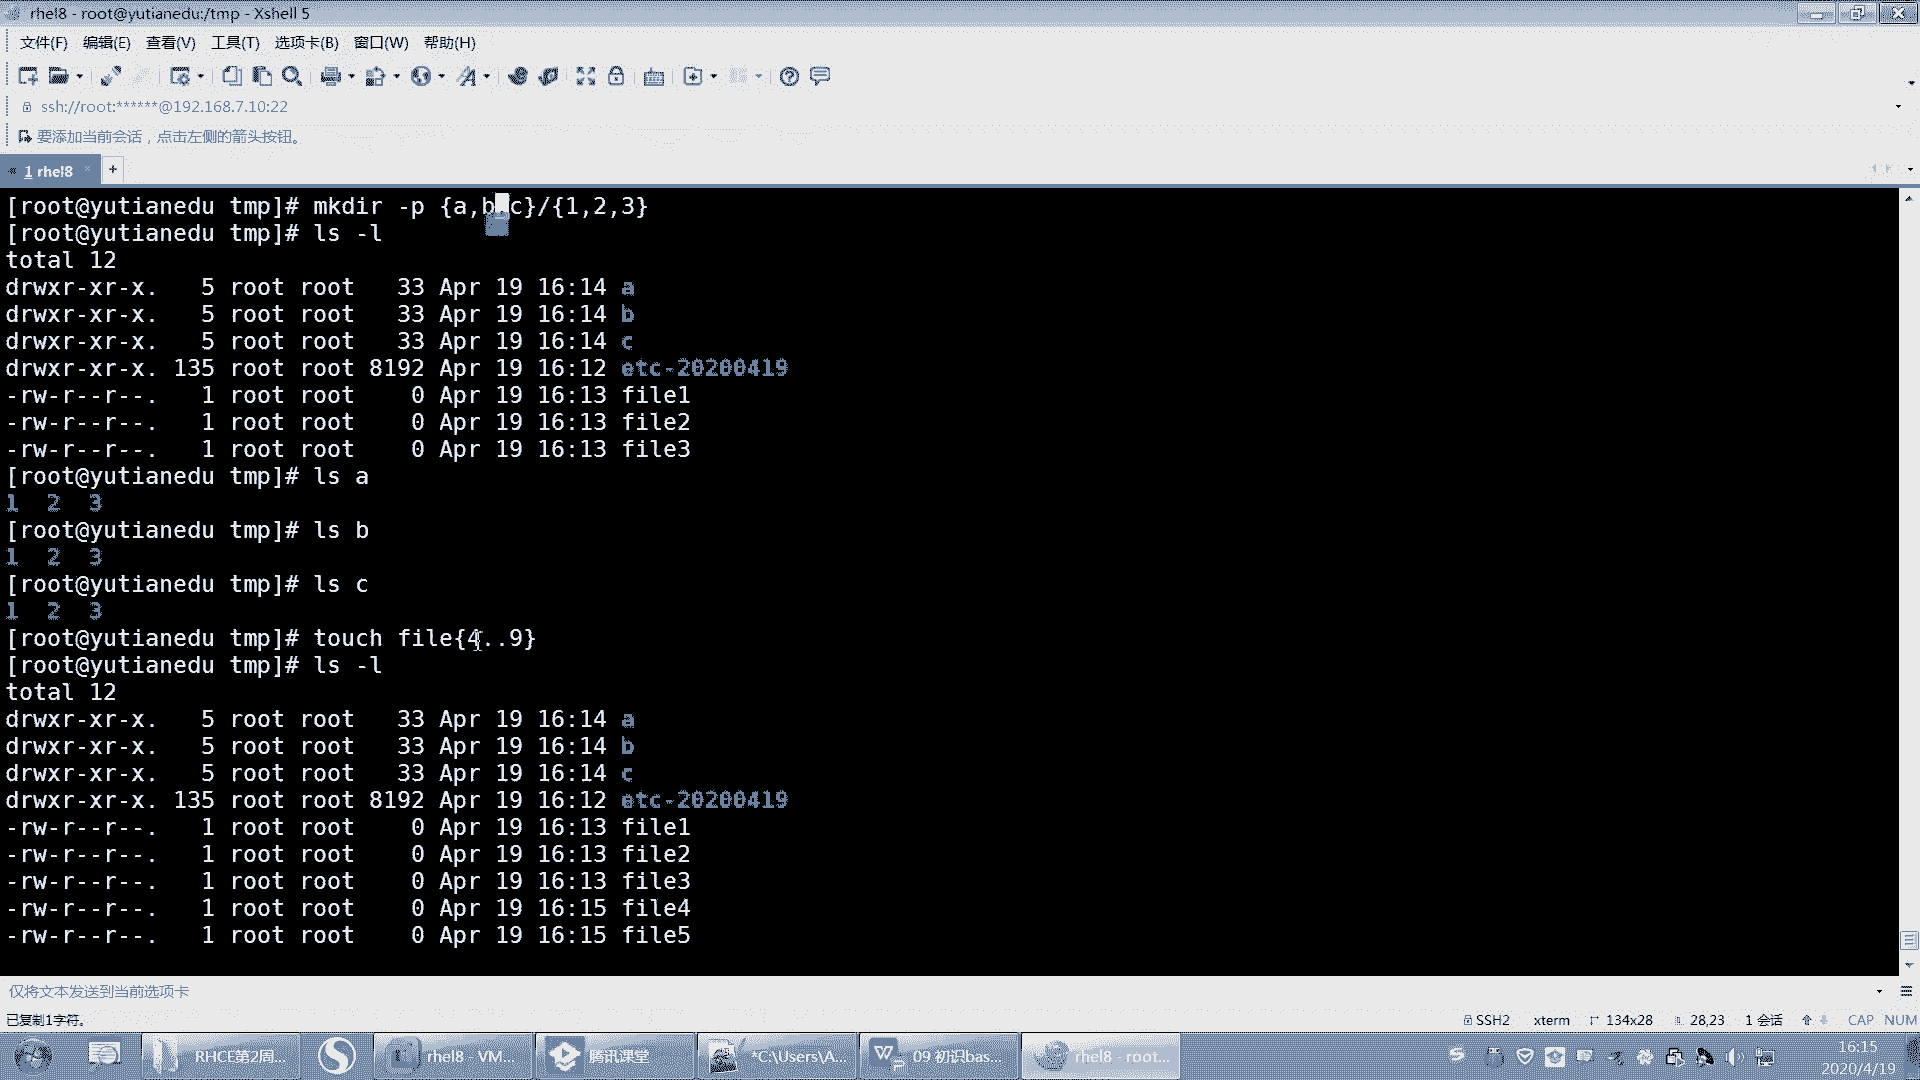 rhel8 - root@yutianedu:/tmp - Xshell 5
文件(F) 编辑(E) 查看(V) 工具(T) 选项卡(B) 窗口(W) 帮助(H)
ssh://root:******@192.168.7.10:22
要添加当前会话，点击左侧的箭头按钮。
1 rhel8 × +
[root@yutianedu tmp]# mkdir -p {a,b,c}/{1,2,3}
[root@yutianedu tmp]# ls -l
total 12
drwxr-xr-x.   5 root root   33 Apr 19 16:14 a
drwxr-xr-x.   5 root root   33 Apr 19 16:14 b
drwxr-xr-x.   5 root root   33 Apr 19 16:14 c
drwxr-xr-x. 135 root root 8192 Apr 19 16:12 etc-20200419
-rw-r--r--.   1 root root    0 Apr 19 16:13 file1
-rw-r--r--.   1 root root    0 Apr 19 16:13 file2
-rw-r--r--.   1 root root    0 Apr 19 16:13 file3
[root@yutianedu tmp]# ls a
1  2  3
[root@yutianedu tmp]# ls b
1  2  3
[root@yutianedu tmp]# ls c
1  2  3
[root@yutianedu tmp]# touch file{4..9}
[root@yutianedu tmp]# ls -l
total 12
drwxr-xr-x.   5 root root   33 Apr 19 16:14 a
drwxr-xr-x.   5 root root   33 Apr 19 16:14 b
drwxr-xr-x.   5 root root   33 Apr 19 16:14 c
drwxr-xr-x. 135 root root 8192 Apr 19 16:12 etc-20200419
-rw-r--r--.   1 root root    0 Apr 19 16:13 file1
-rw-r--r--.   1 root root    0 Apr 19 16:13 file2
-rw-r--r--.   1 root root    0 Apr 19 16:13 file3
-rw-r--r--.   1 root root    0 Apr 19 16:15 file4
-rw-r--r--.   1 root root    0 Apr 19 16:15 file5
仅将文本发送到当前选项卡
已复制1字符。 SSH2 xterm 134x28 28,23 1 会话 CAP NUM
RHCE第2周... rhel8 - VM... 腾讯课堂 *C:\Users\A... 09 初识bas... rhel8 - root... 16:15
2020/4/19